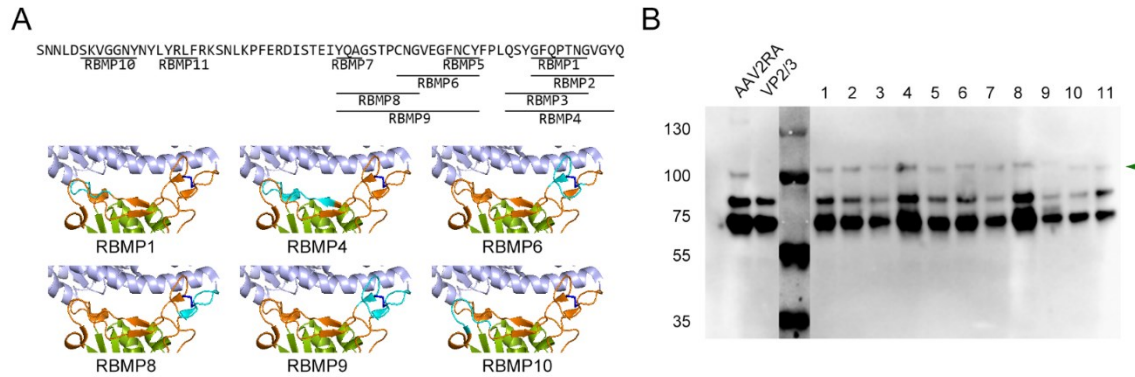 A
SNNLDSKVGGNYNYLYRLFRKSNLKPFERDISTEIYQAGSTPCNGVEGFNCYFPLQSYGFQPTNGVGYQ
RBMP10 RBMP11 RBMP7 RBMP5 RBMP1
RBMP6 RBMP2
RBMP8 RBMP3
RBMP9 RBMP4
RBMP1 RBMP4 RBMP6
RBMP8 RBMP9 RBMP10
B
AAV2RA VP2/3 1 2 3 4 5 6 7 8 9 10 11
130
100
75
55
35